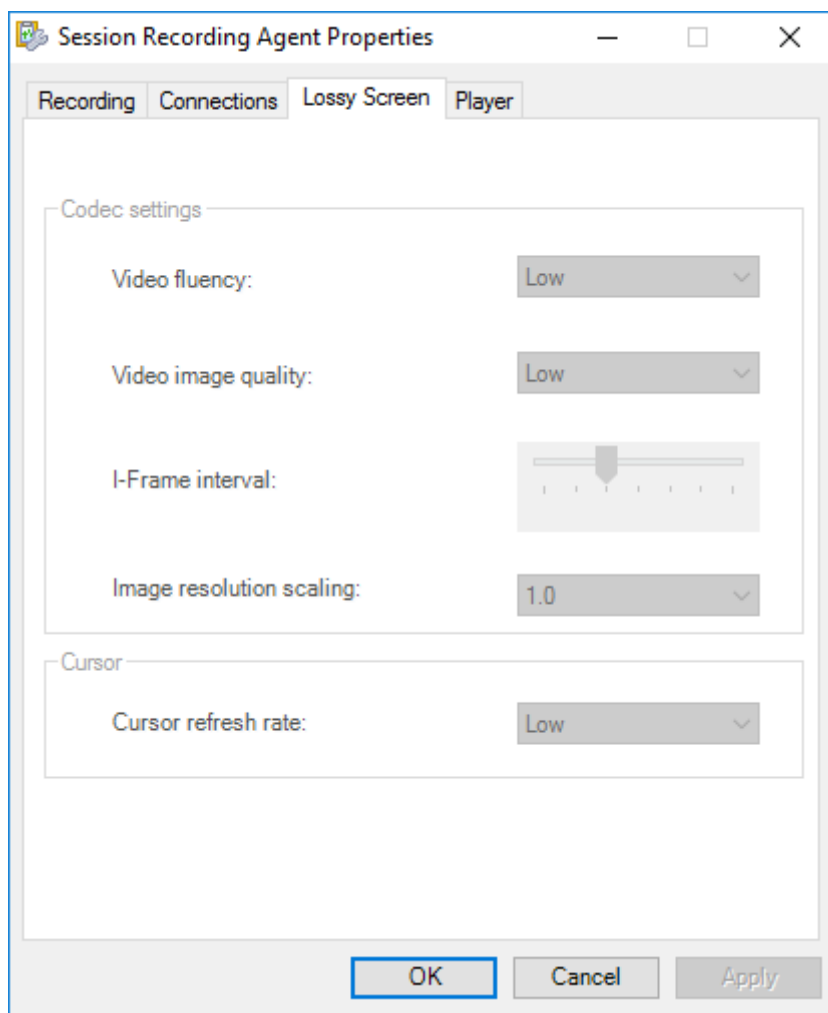 Session Recording Agent Properties
Recording Connections Lossy Screen Player
Codec settings
Video fluency: Low
Video image quality: Low
I-Frame interval:
Image resolution scaling: 1.0
Cursor
Cursor refresh rate: Low
OK Cancel Apply